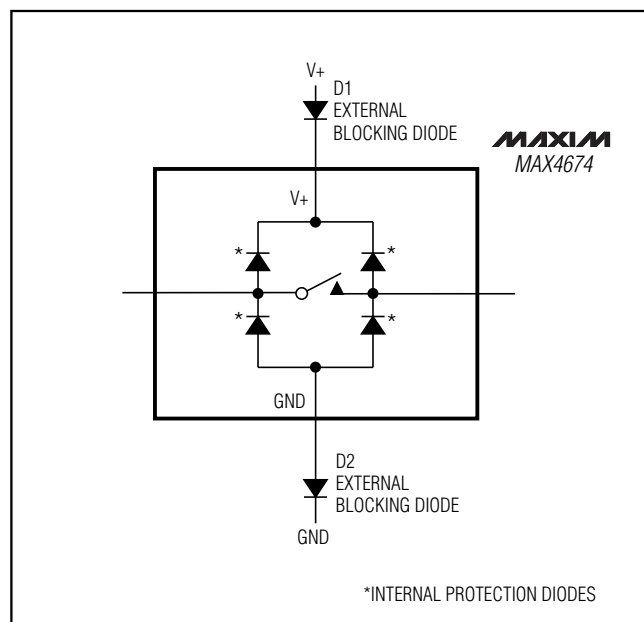 V+
D1
EXTERNAL
BLOCKING DIODE
MAXIM
MAX4674
V+
*
*
*
*
GND
D2
EXTERNAL
BLOCKING DIODE
GND
*INTERNAL PROTECTION DIODES